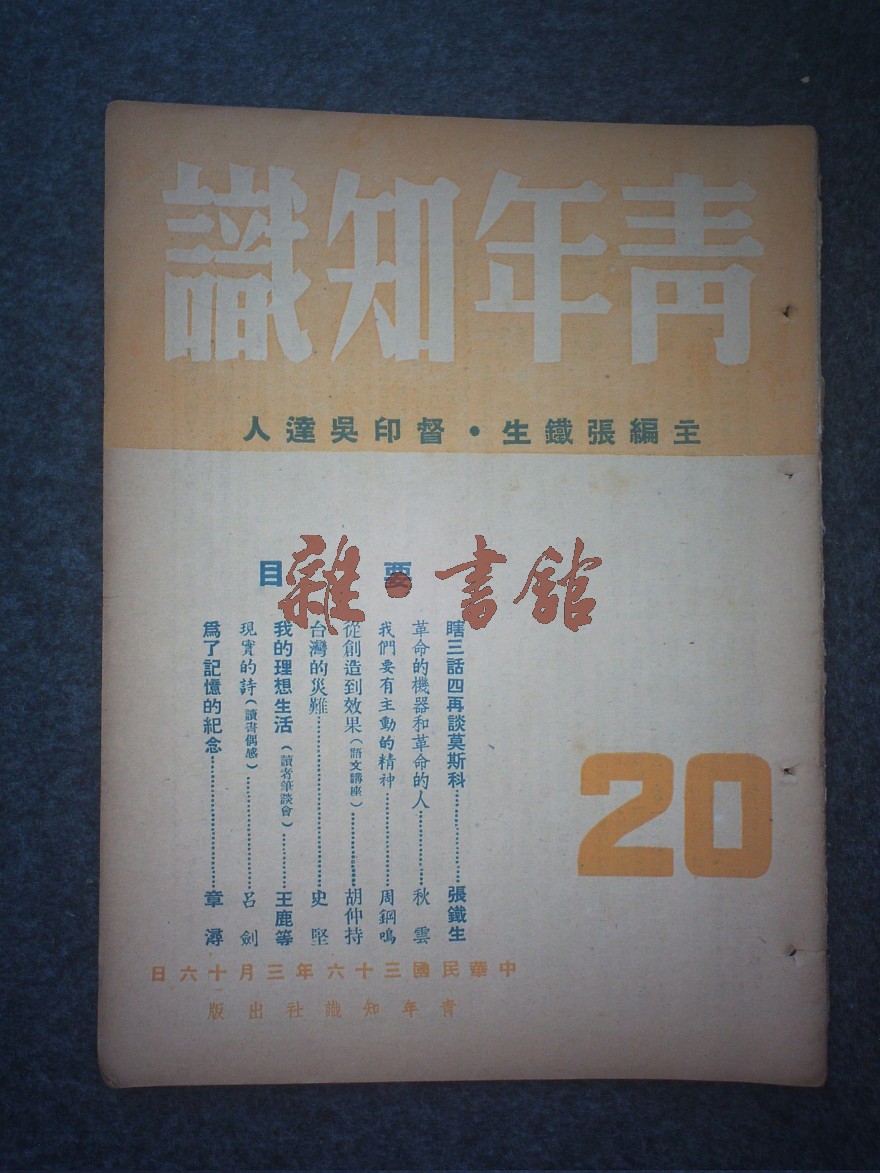 青年知識
主編張鐵生・督印吳達人
要目
雜・書館
瞎三話四再談莫斯科………………張鐵生
革命的機器和革命的人………………秋雲
我們要有主動的精神………………周鋼鳴
從創造到效果(語文講座)………………胡仲持
台灣的災難………………史堅
我的理想生活(讀者筆談會)………………王鹿等
現實的詩(讀書偶感)………………呂劍
爲了記憶的紀念………………章潯
20
中華民國三十六年三月十六日
青年知識社出版